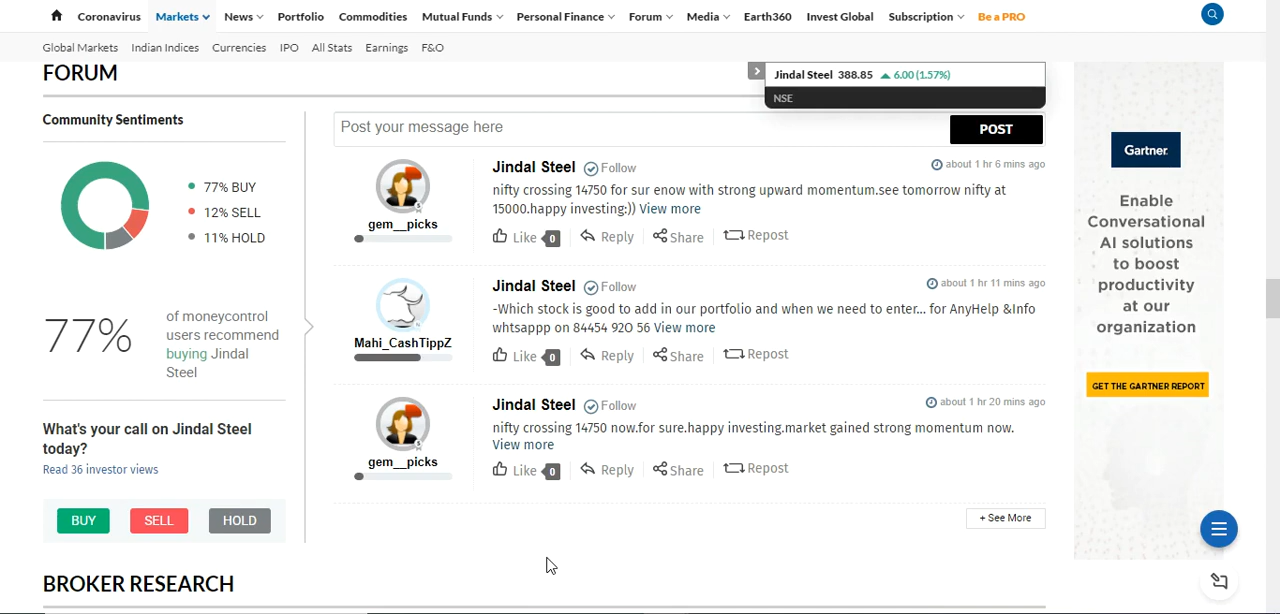 Coronavirus Markets News Portfolio Commodities Mutual Funds Personal Finance Forum Media Earth360 Invest Global Subscription Be a PRO
Global Markets Indian Indices Currencies IPO All Stats Earnings F&O
FORUM
Jindal Steel 388.85 6.00 (1.57%)
NSE
Community Sentiments
77% BUY
12% SELL
11% HOLD
77%
of moneycontrol
users recommend
buying Jindal
Steel
What's your call on Jindal Steel
today?
Read 36 investor views
BUY SELL HOLD
Post your message here POST
gem__picks
Jindal Steel Follow about 1 hr 6 mins ago
nifty crossing 14750 for sur enow with strong upward momentum.see tomorrow nifty at
15000.happy investing:)) View more
Like 0 Reply Share Repost
Mahi_CashTippZ
Jindal Steel Follow about 1 hr 11 mins ago
-Which stock is good to add in our portfolio and when we need to enter... for AnyHelp &Info
whtsappp on 84454 92O 56 View more
Like 0 Reply Share Repost
gem__picks
Jindal Steel Follow about 1 hr 20 mins ago
nifty crossing 14750 now.for sure.happy investing.market gained strong momentum now.
View more
Like 0 Reply Share Repost
+ See More
Gartner
Enable
Conversational
AI solutions
to boost
productivity
at our
organization
GET THE GARTNER REPORT
BROKER RESEARCH